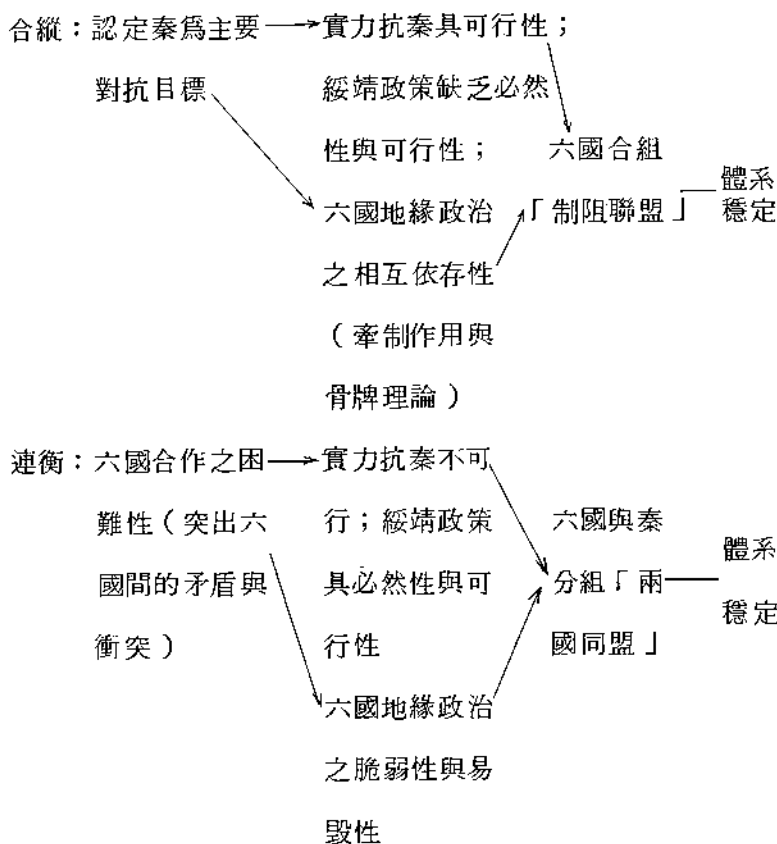 合縱：認定秦爲主要
對抗目標
實力抗秦具可行性；
綏靖政策缺乏必然
性與可行性；
六國地緣政治
之相互依存性
（牽制作用與
骨牌理論）
六國合組
「制阻聯盟」
體系
穩定
連衡：六國合作之困
難性（突出六
國間的矛盾與
衝突）
實力抗秦不可
行；綏靖政策
具必然性與可
行性
六國地緣政治
之脆弱性與易
毀性
六國與秦
分組「兩
國同盟」
體系
穩定